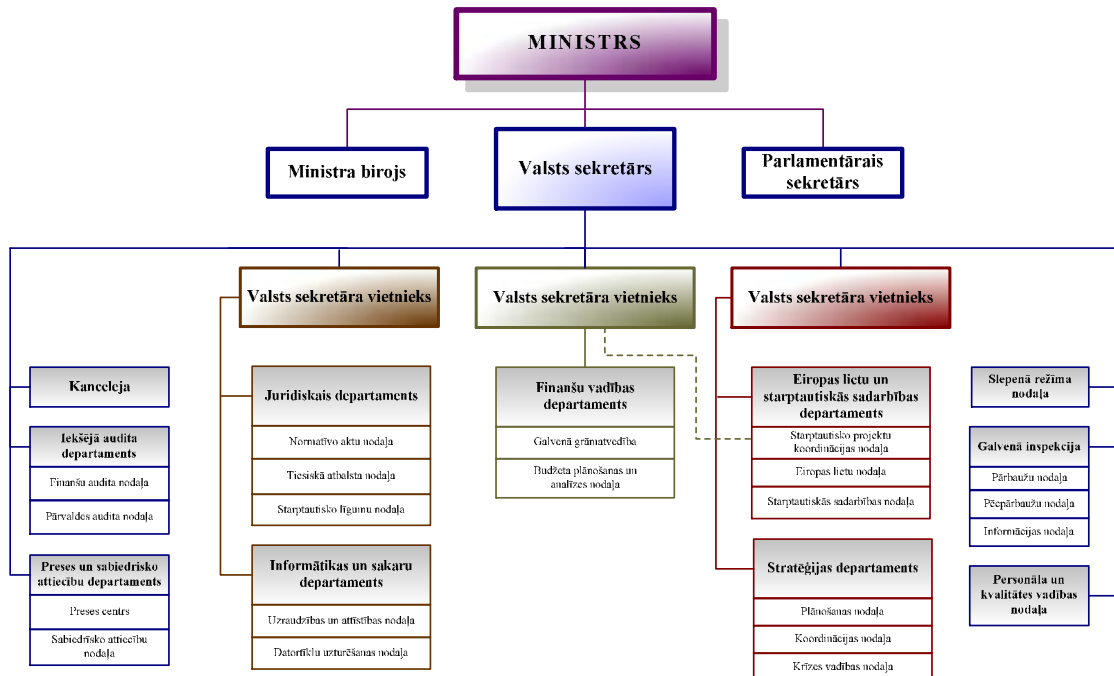 MINISTRS
Ministra birojs
Valsts sekretārs
Parlamentārais
sekretārs
Valsts sekretāra vietnieks
Valsts sekretāra vietnieks
Valsts sekretāra vietnieks
Kanceleja
Iekšējā audita
departaments
Finanšu audita nodaļa
Pārvaldes audita nodaļa
Preses un sabiedrisko
attiecību departaments
Preses centrs
Sabiedrīsko attiecību
nodaļa
Juridiskais departaments
Normatīvo aktu nodaļa
Tiesiskā atbalsta nodaļa
Starptautisko līgumu nodaļa
Informātikas un sakaru
departaments
Uzraudzības un attīstības nodaļa
Datortīklu uzturēšanas nodaļa
Finanšu vadības
departaments
Galvenā grāmatvedība
Budžeta plānošanas un
analīzes nodaļa
Eiropas lietu un
starptautiskās sadarbības
departaments
Starptautisko projektu
koordinācijas nodaļa
Eiropas lietu nodaļa
Starptautiskās sadarbības nodaļa
Stratēģijas departaments
Plānošanas nodaļa
Koordinācijas nodaļa
Krīzes vadības nodaļa
Slepenā režīma
nodaļa
Galvenā inspekcija
Pārbaužu nodaļa
Pēcpārbaužu nodaļa
Informācijas nodaļa
Personāla un
kvalitātes vadības
nodaļa